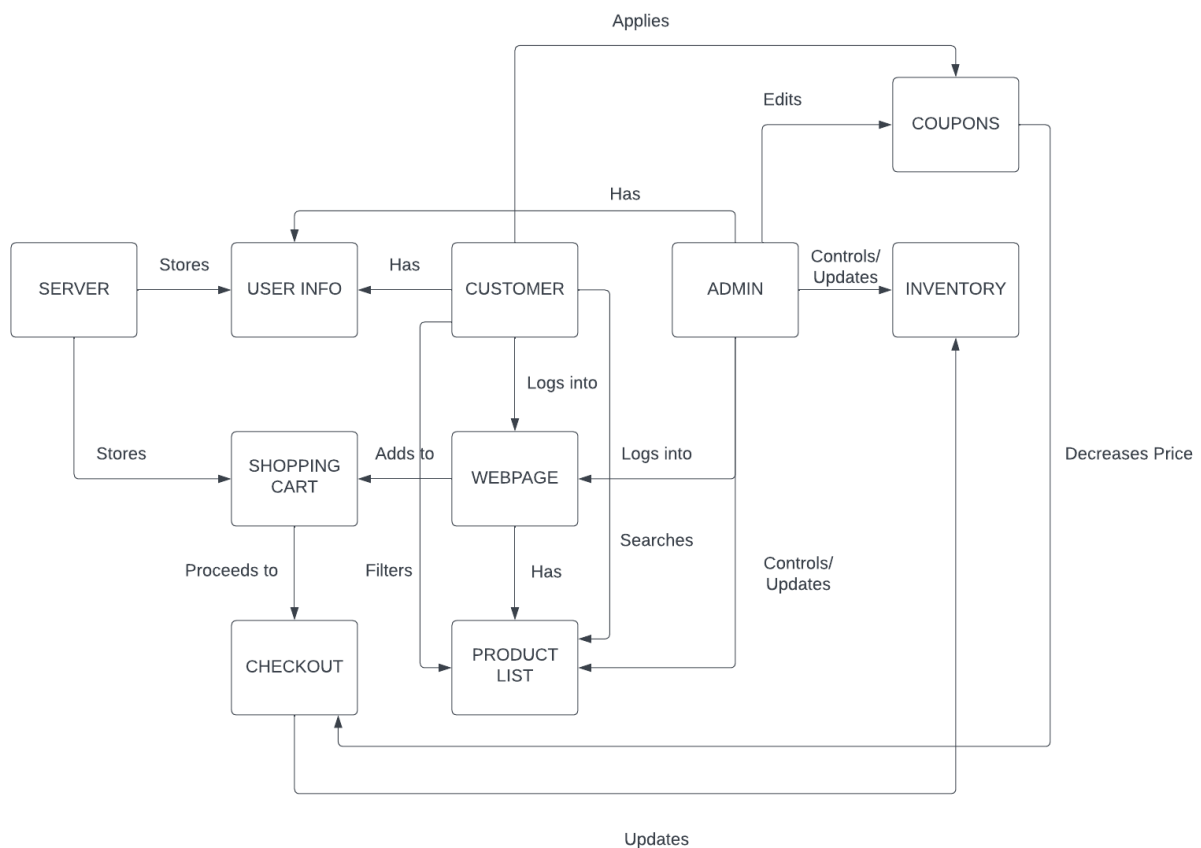 Applies
Edits
COUPONS
Has
Stores
Has
Controls/
Updates
SERVER
USER INFO
CUSTOMER
ADMIN
INVENTORY
Logs into
Stores
Adds to
Logs into
Decreases Price
SHOPPING
CART
WEBPAGE
Searches
Proceeds to
Filters
Has
Controls/
Updates
CHECKOUT
PRODUCT
LIST
Updates